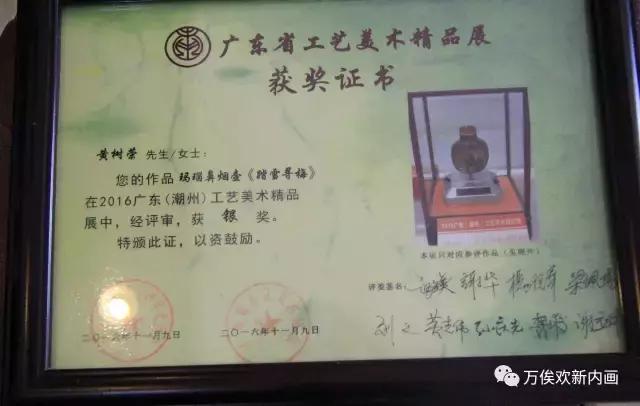 广东省工艺美术精品展
获奖证书
黄树荣 先生/女士：
您的作品玛瑙鼻烟壶《踏雪寻梅》
在2016广东（潮州）工艺美术精品
展中，经评审，获 银 奖。
特颁此证，以资鼓励。
本证只对应参评作品（见照片）
评委签名：
二〇一六年十一月九日
二〇一六年十一月九日
万俟欢新内画